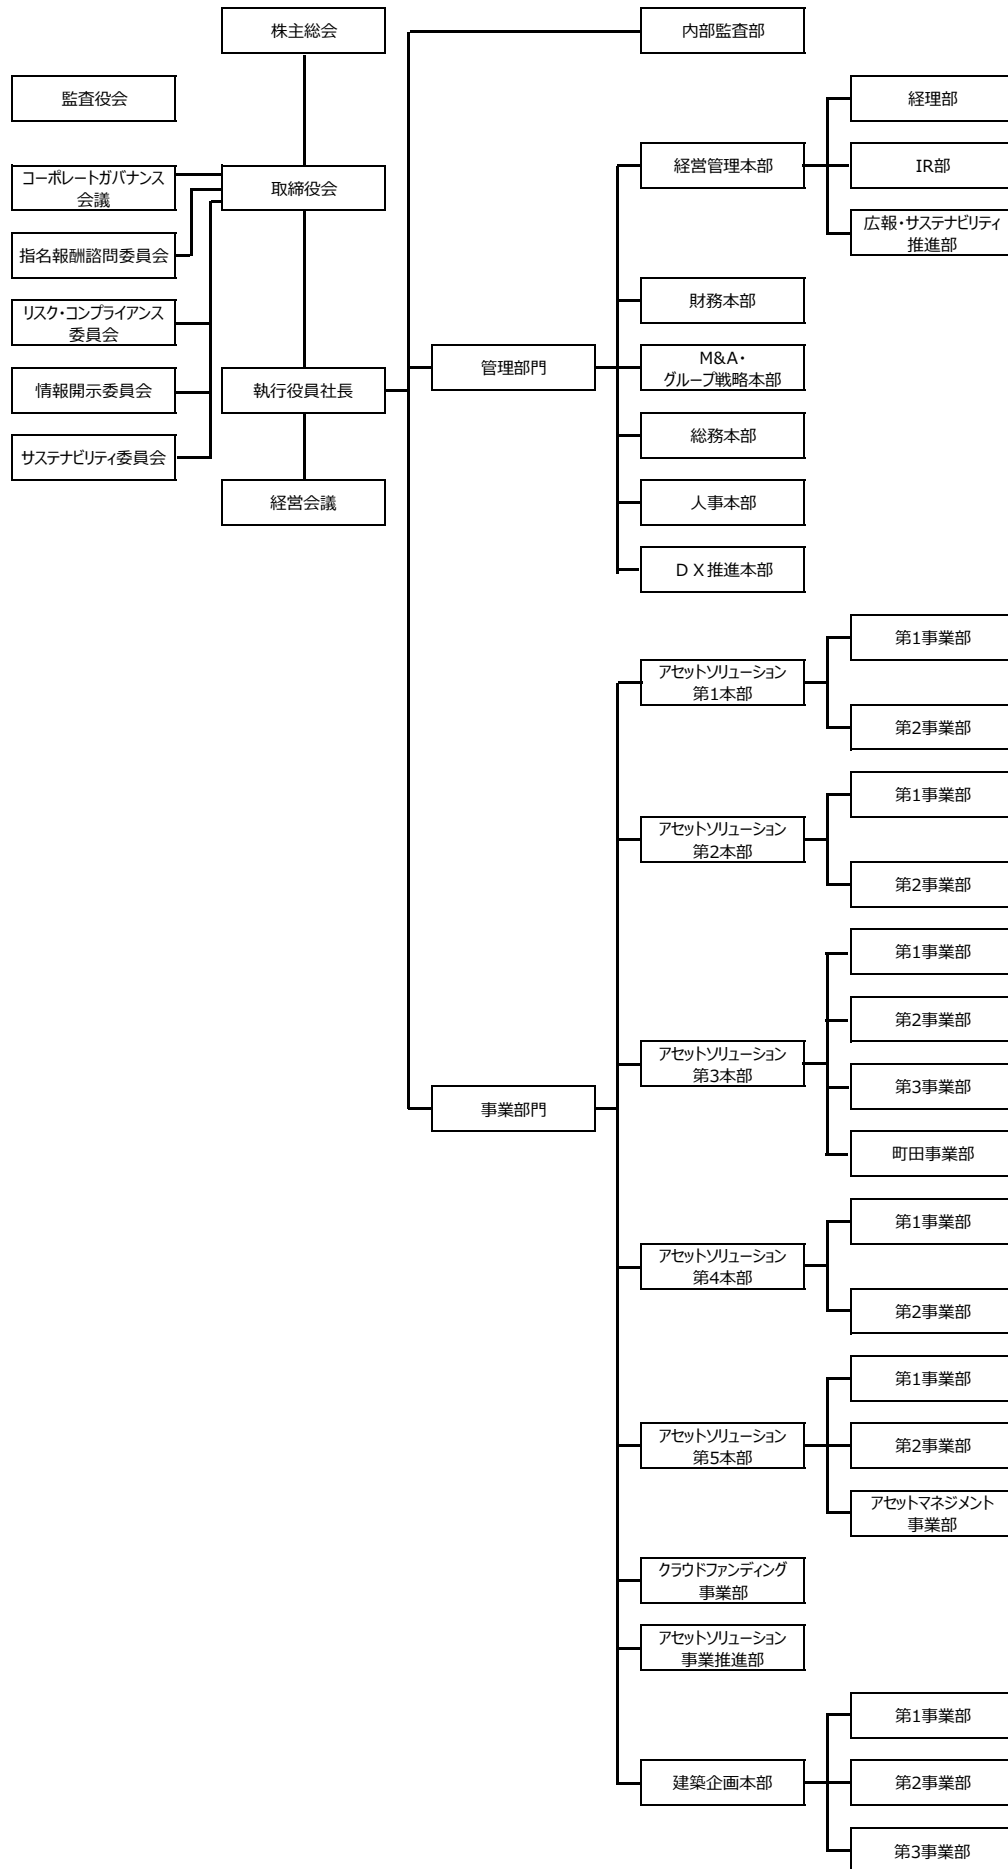 株主総会
内部監査部
監査役会
経理部
コーポレートガバナンス
会議
取締役会
経営管理本部
IR部
指名報酬諮問委員会
広報・サステナビリティ
推進部
リスク・コンプライアンス
委員会
財務本部
管理部門
M&A・
グループ戦略本部
情報開示委員会
執行役員社長
総務本部
サステナビリティ委員会
経営会議
人事本部
ＤＸ推進本部
第1事業部
アセットソリューション
第1本部
第2事業部
第1事業部
アセットソリューション
第2本部
第2事業部
第1事業部
第2事業部
アセットソリューション
第3本部
第3事業部
事業部門
町田事業部
第1事業部
アセットソリューション
第4本部
第2事業部
第1事業部
アセットソリューション
第5本部
第2事業部
アセットマネジメント
事業部
クラウドファンディング
事業部
アセットソリューション
事業推進部
第1事業部
建築企画本部
第2事業部
第3事業部